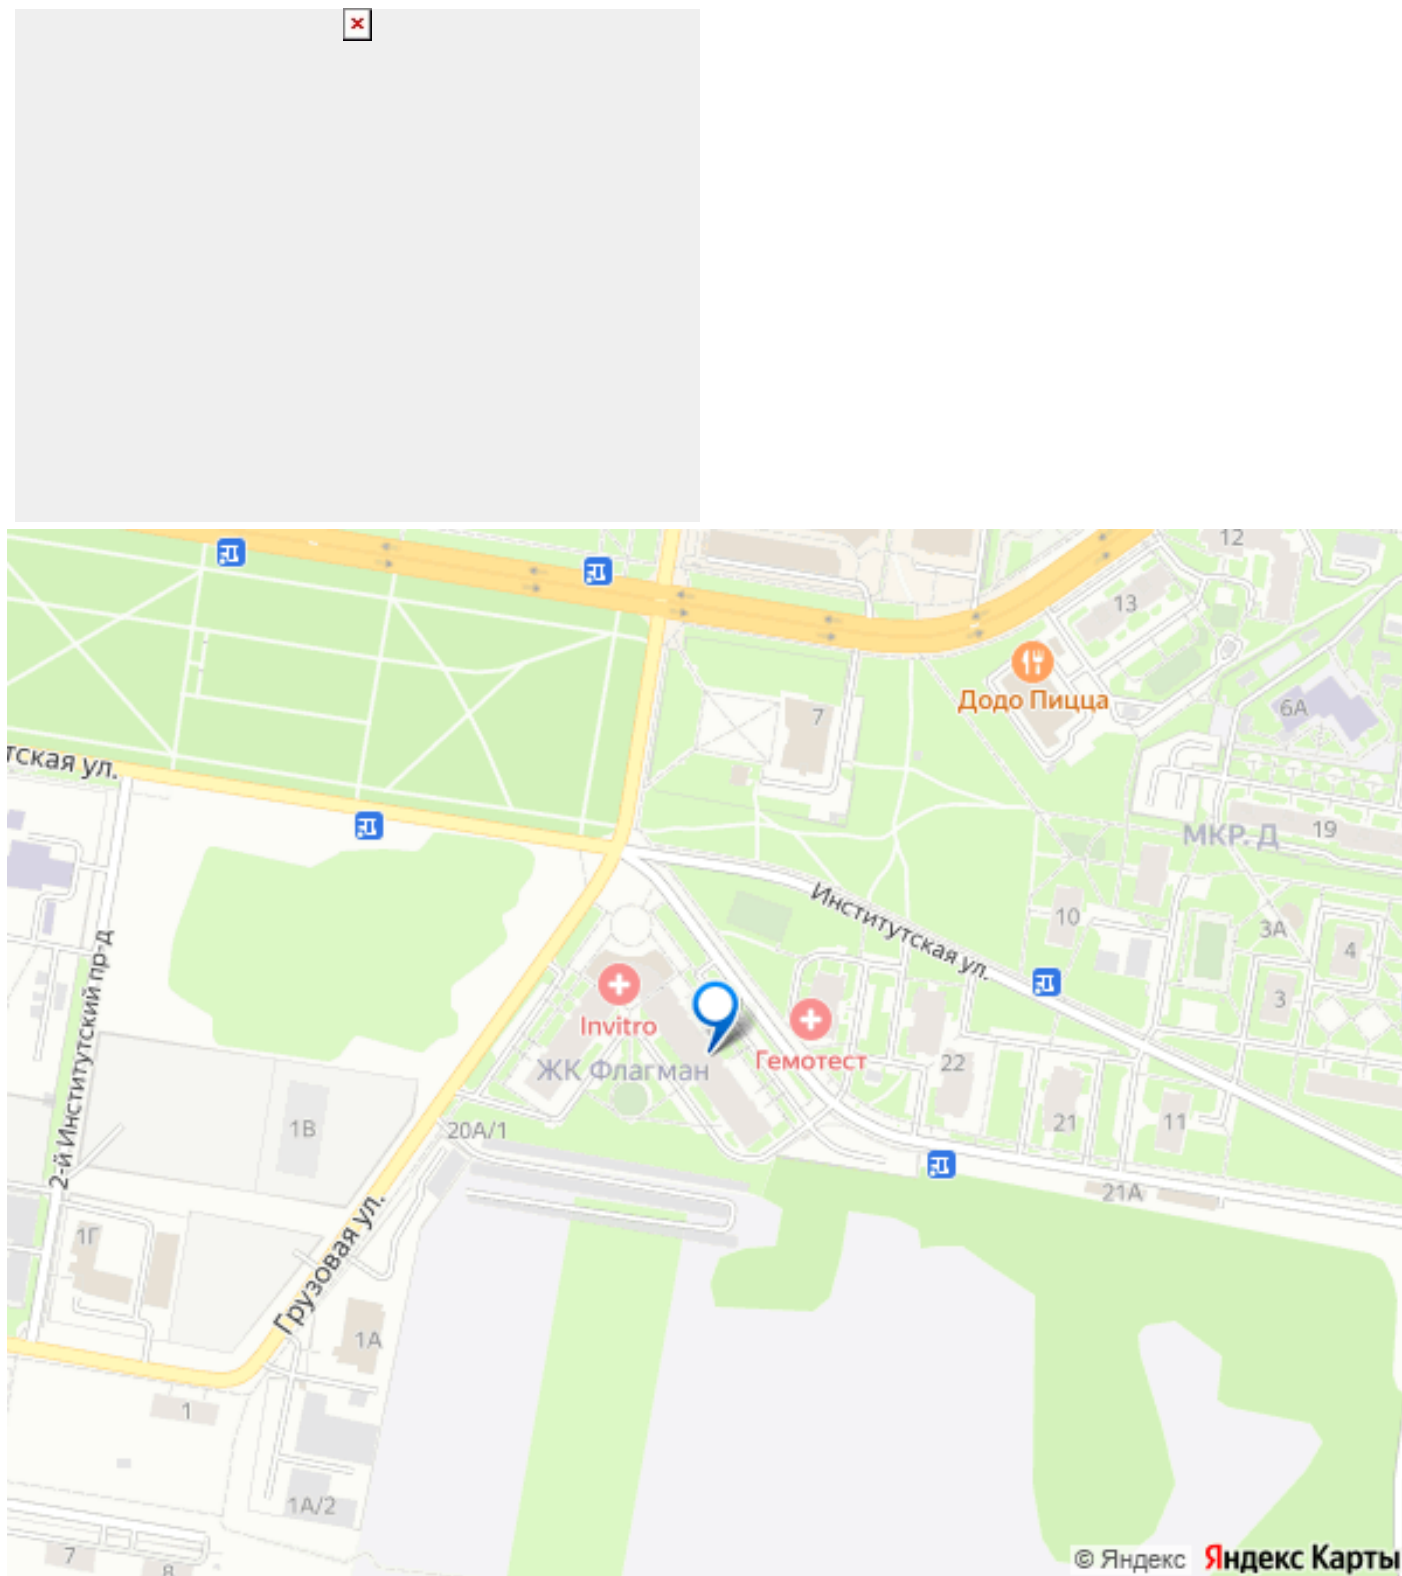 12
13
Додо Пицца
7
6А
тская ул.
19
МКР. Д
Институтская ул.
10
3А
4
3
2-й Институтский пр-д
Invitro
ЖК Флагман
Гемотест
22
1В
20А/1
21
11
21А
1Г
Грузовая ул.
1А
1
1А/2
7
8
© Яндекс
Яндекс Карты